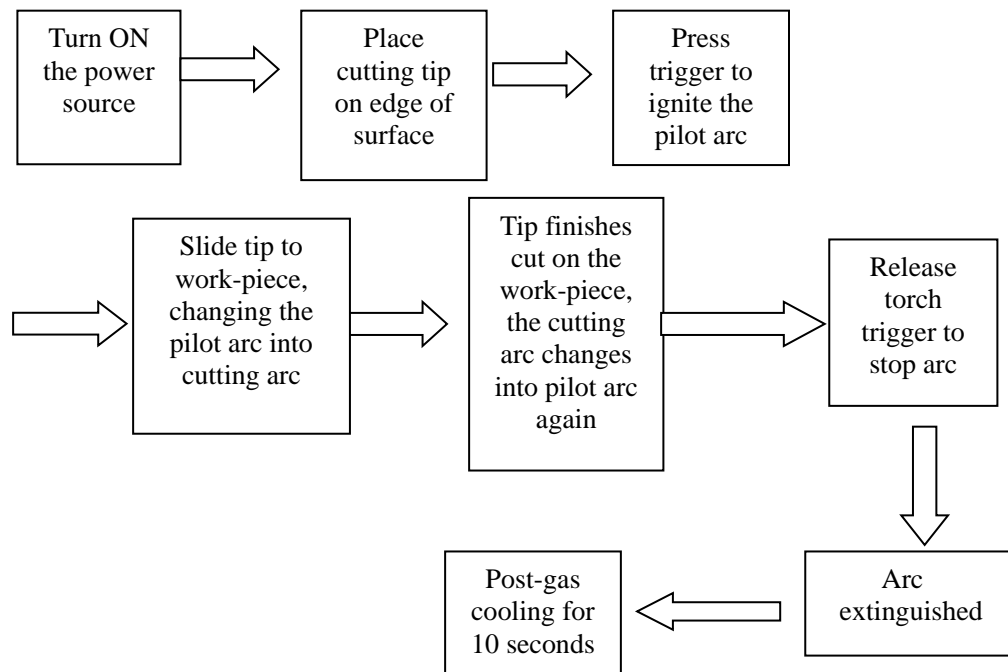 Turn ON
the power
source
Place
cutting tip
on edge of
surface
Press
trigger to
ignite the
pilot arc
Slide tip to
work-piece,
changing the
pilot arc into
cutting arc
Tip finishes
cut on the
work-piece,
the cutting
arc changes
into pilot arc
again
Release
torch
trigger to
stop arc
Arc
extinguished
Post-gas
cooling for
10 seconds